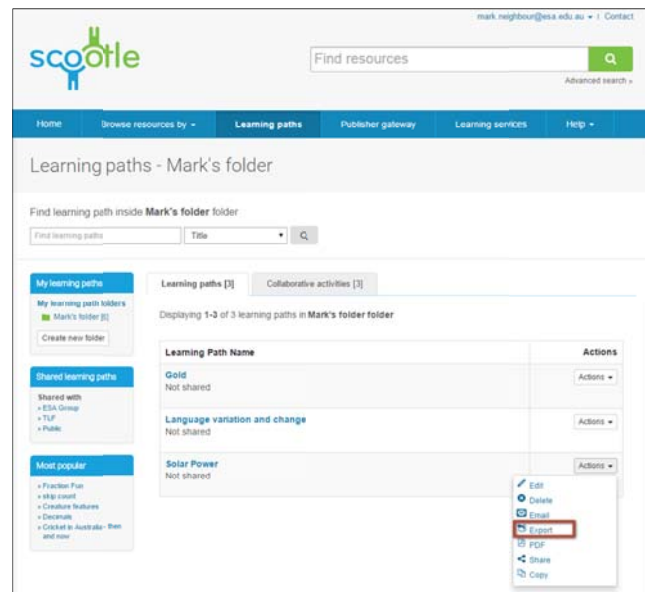 mark.neighbour@esa.edu.au | Contact
scootle
Find resources
Advanced search »
Home Browse resources by Learning paths Publisher gateway Learning services Help
Learning paths - Mark's folder
Find learning path inside Mark's folder folder
Find learning paths Title
My learning paths
My learning path folders
Mark's folder [6]
Create new folder
Shared learning paths
Shared with
» ESA Group
» TLF
» Public
Most popular
» Fraction Fun
» skip count
» Creature features
» Decimals
» Cricket in Australia - then
and now
Learning paths [3] Collaborative activities [3]
Displaying 1-3 of 3 learning paths in Mark's folder folder
Learning Path Name Actions
Gold Actions
Not shared
Language variation and change Actions
Not shared
Solar Power Actions
Not shared
Edit
Delete
Email
Export
PDF
Share
Copy